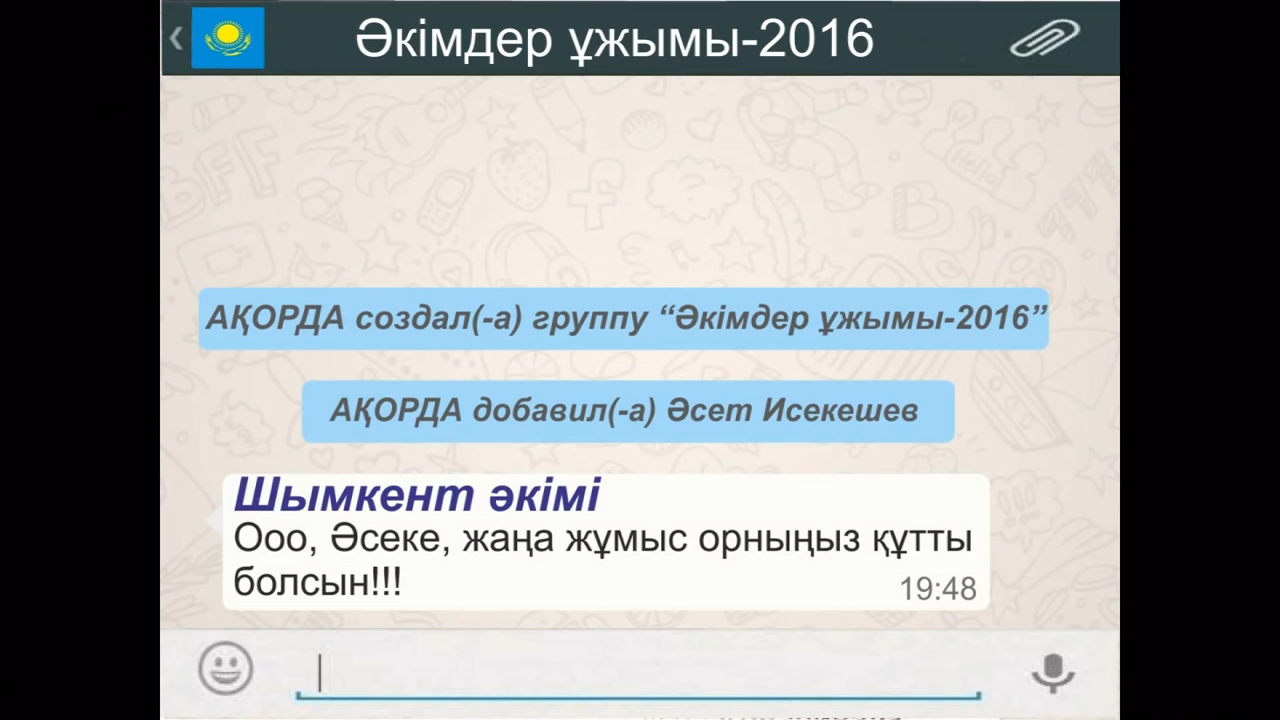 Әкімдер ұжымы-2016
АҚОРДА создал(-а) группу “Әкімдер ұжымы-2016”
АҚОРДА добавил(-а) Әсет Исекешев
Шымкент әкімі
Ооо, Әсеке, жаңа жұмыс орныңыз құтты
болсын!!!
19:48